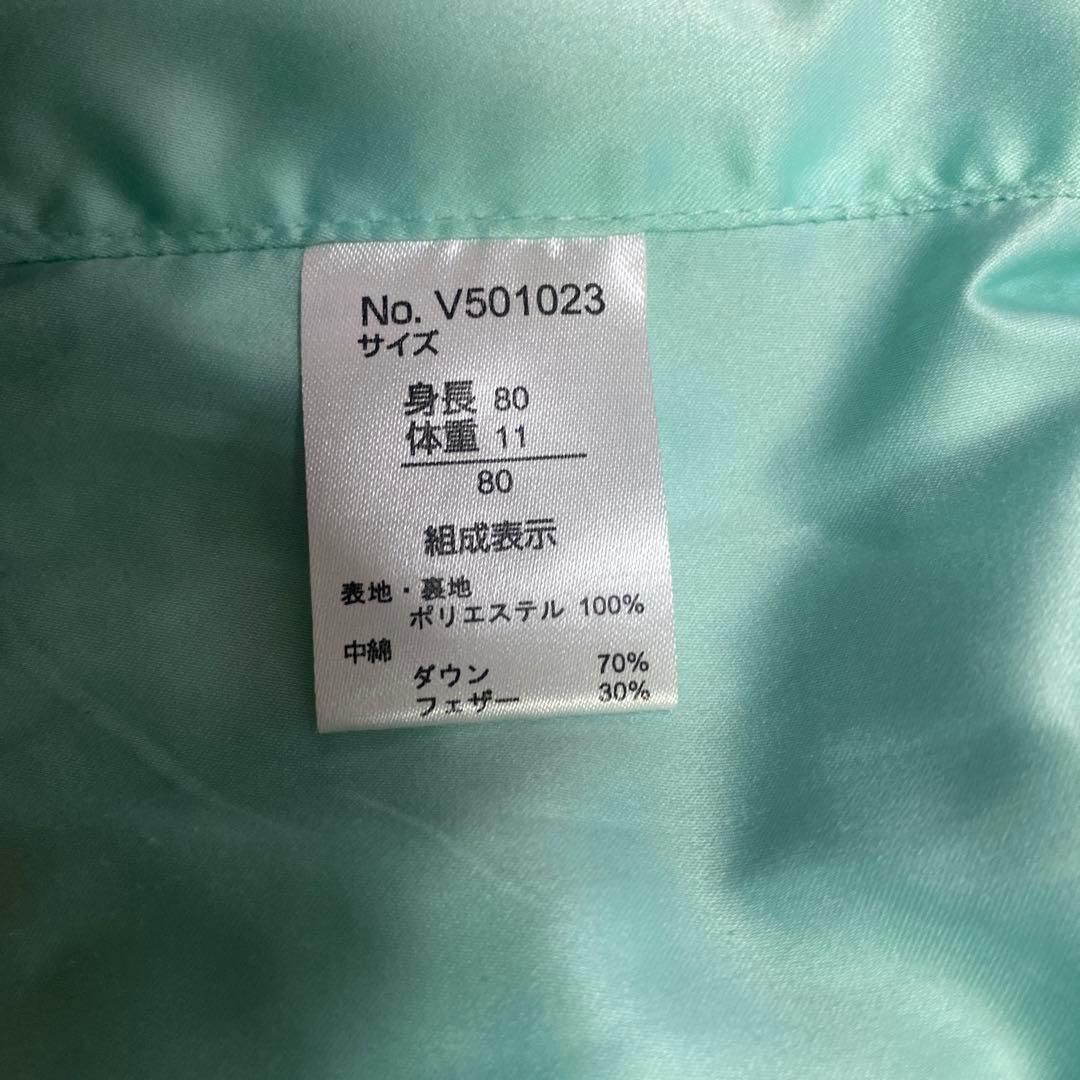 No. V501023
サイズ
身長 80
体重 11
80
組成表示
表地・裏地
ポリエステル 100%
中綿
ダウン 70%
フェザー 30%